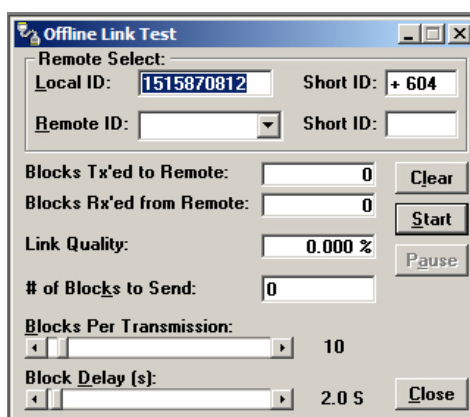 Offline Link Test
Remote Select:
Local ID: 1515870812 Short ID: + 604
Remote ID: Short ID:
Blocks Tx'ed to Remote: 0 Clear
Blocks Rx'ed from Remote: 0 Start
Link Quality: 0.000 % Pause
# of Blocks to Send: 0
Blocks Per Transmission:
10
Block Delay (s):
2.0 S Close